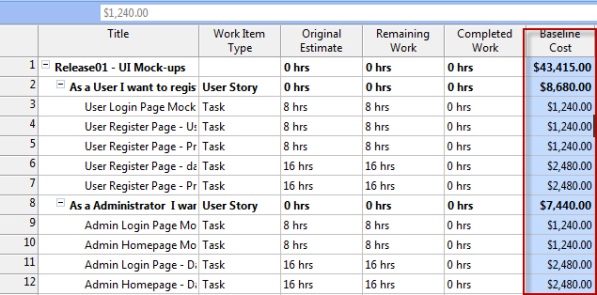 $1,240.00
Title Work Item Type Original Estimate Remaining Work Completed Work Baseline Cost
1 Release01 - UI Mock-ups 0 hrs 0 hrs 0 hrs $43,415.00
2 As a User I want to regis User Story 0 hrs 0 hrs 0 hrs $8,680.00
3 User Login Page Mock Task 8 hrs 8 hrs 0 hrs $1,240.00
4 User Register Page - Us Task 8 hrs 8 hrs 0 hrs $1,240.00
5 User Register Page - Pr Task 8 hrs 8 hrs 0 hrs $1,240.00
6 User Register Page - da Task 16 hrs 16 hrs 0 hrs $2,480.00
7 User Register Page - Pr Task 16 hrs 16 hrs 0 hrs $2,480.00
8 As a Administrator I war User Story 0 hrs 0 hrs 0 hrs $7,440.00
9 Admin Login Page Mo Task 8 hrs 8 hrs 0 hrs $1,240.00
10 Admin Homepage Mo Task 8 hrs 8 hrs 0 hrs $1,240.00
11 Admin Login Page - Da Task 16 hrs 16 hrs 0 hrs $2,480.00
12 Admin Homepage - Da Task 16 hrs 16 hrs 0 hrs $2,480.00